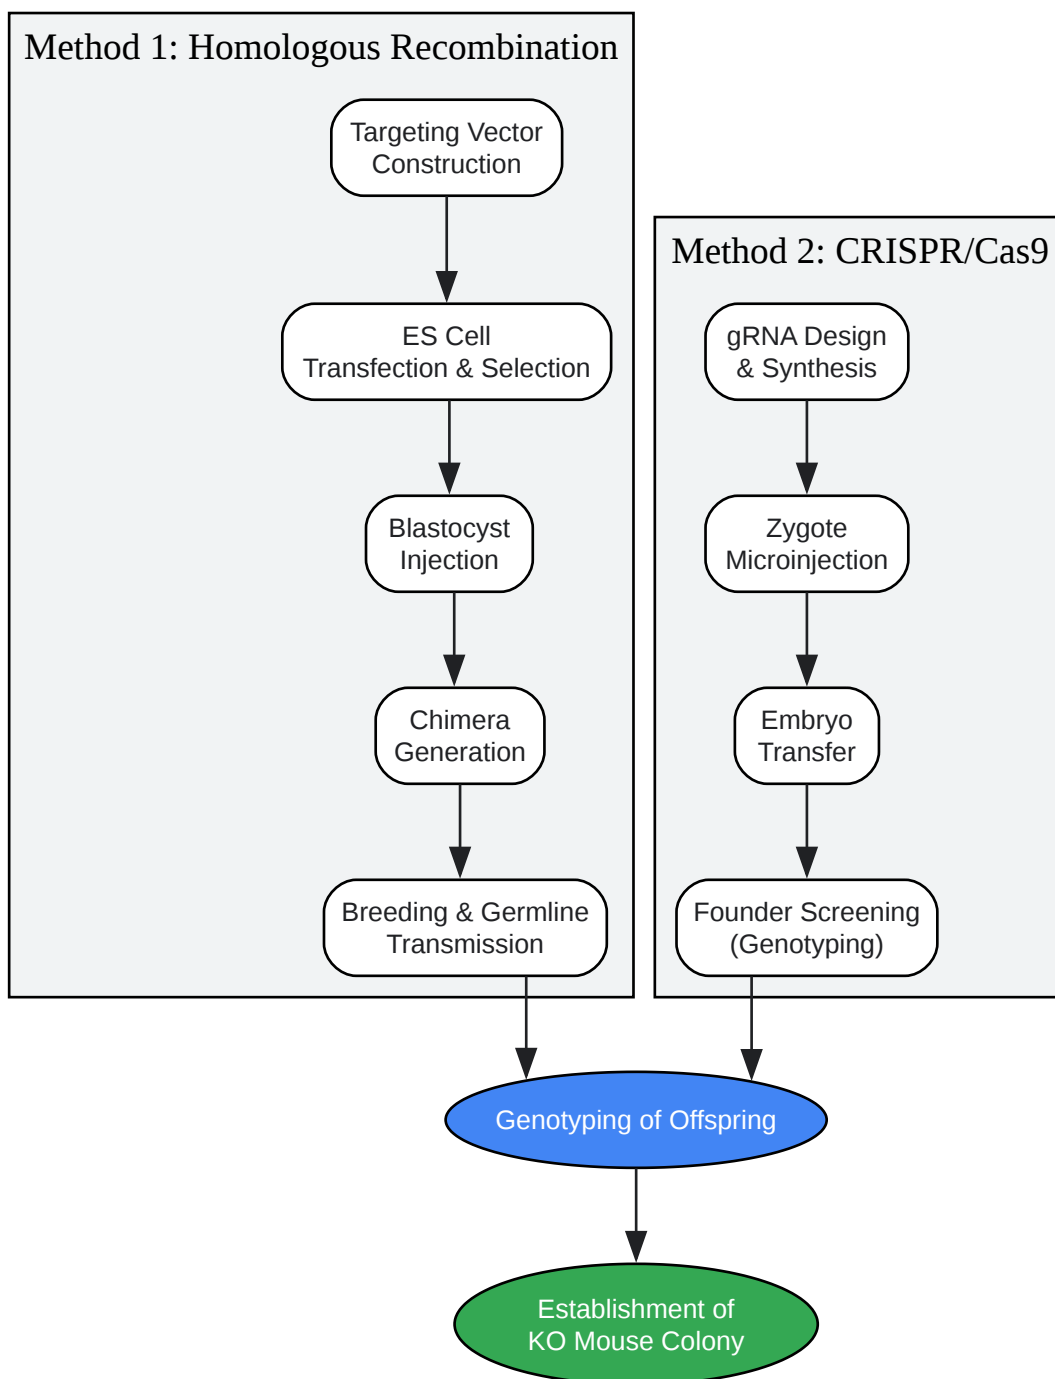 Method 1: Homologous Recombination
Targeting Vector
Construction
ES Cell
Transfection & Selection
Blastocyst
Injection
Chimera
Generation
Breeding & Germline
Transmission
Method 2: CRISPR/Cas9
gRNA Design
& Synthesis
Zygote
Microinjection
Embryo
Transfer
Founder Screening
(Genotyping)
Genotyping of Offspring
Establishment of
KO Mouse Colony